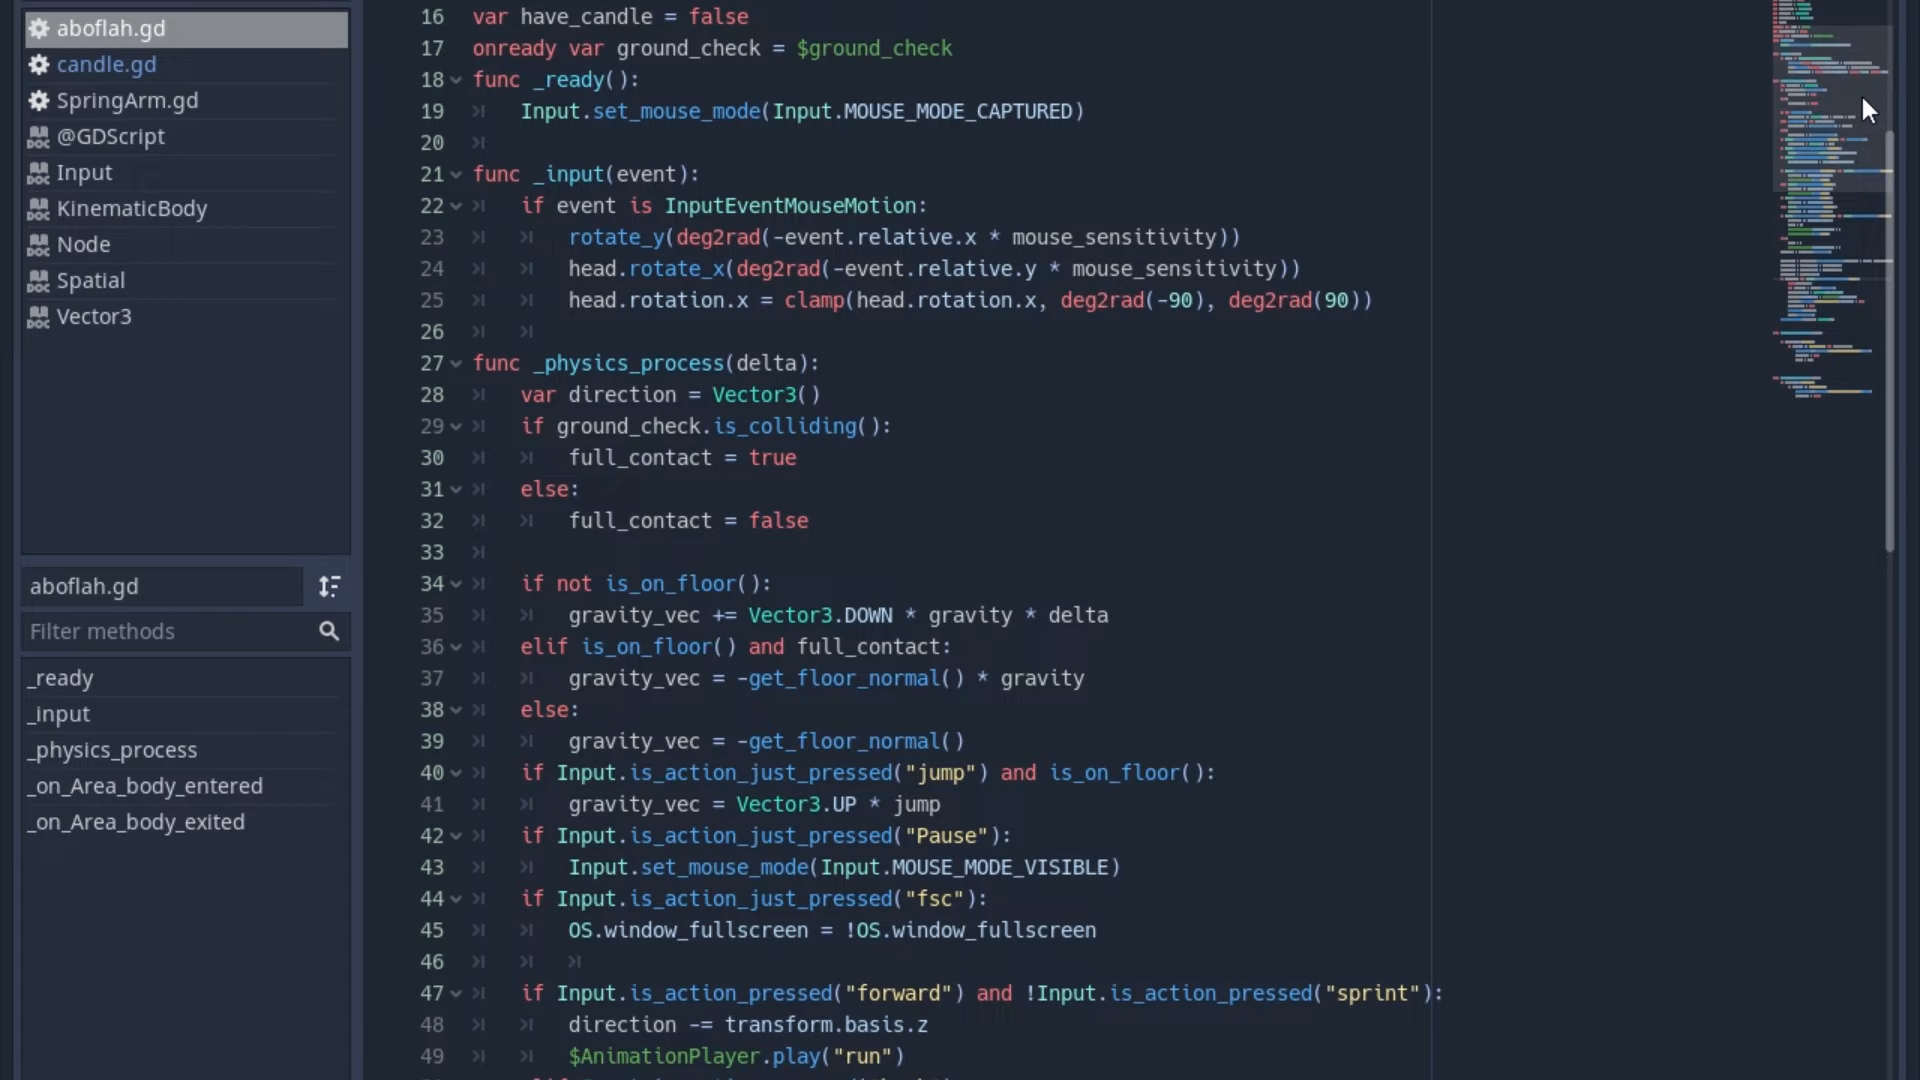 aboflah.gd
candle.gd
SpringArm.gd
@GDScript
Input
KinematicBody
Node
Spatial
Vector3
aboflah.gd
Filter methods
_ready
_input
_physics_process
_on_Area_body_entered
_on_Area_body_exited
16 var have_candle = false
17 onready var ground_check = $ground_check
18 func _ready():
19 Input.set_mouse_mode(Input.MOUSE_MODE_CAPTURED)
20
21 func _input(event):
22 if event is InputEventMouseMotion:
23 rotate_y(deg2rad(-event.relative.x * mouse_sensitivity))
24 head.rotate_x(deg2rad(-event.relative.y * mouse_sensitivity))
25 head.rotation.x = clamp(head.rotation.x, deg2rad(-90), deg2rad(90))
26
27 func _physics_process(delta):
28 var direction = Vector3()
29 if ground_check.is_colliding():
30 full_contact = true
31 else:
32 full_contact = false
33
34 if not is_on_floor():
35 gravity_vec += Vector3.DOWN * gravity * delta
36 elif is_on_floor() and full_contact:
37 gravity_vec = -get_floor_normal() * gravity
38 else:
39 gravity_vec = -get_floor_normal()
40 if Input.is_action_just_pressed("jump") and is_on_floor():
41 gravity_vec = Vector3.UP * jump
42 if Input.is_action_just_pressed("Pause"):
43 Input.set_mouse_mode(Input.MOUSE_MODE_VISIBLE)
44 if Input.is_action_just_pressed("fsc"):
45 OS.window_fullscreen = !OS.window_fullscreen
46
47 if Input.is_action_pressed("forward") and !Input.is_action_pressed("sprint"):
48 direction -= transform.basis.z
49 $AnimationPlayer.play("run")